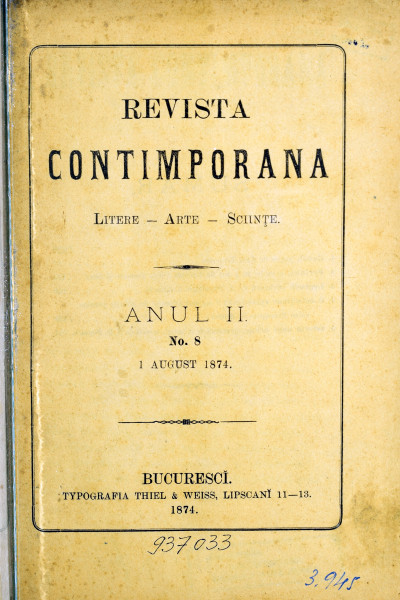 REVISTA
CONTIMPORANA
LITERE — ARTE — SCIINȚE.
ANUL II.
No. 8
1 AUGUST 1874.
BUCURESCĬ.
TYPOGRAFIA THIEL & WEISS, LIPSCANĬ 11—13.
1874.
937033
3.945